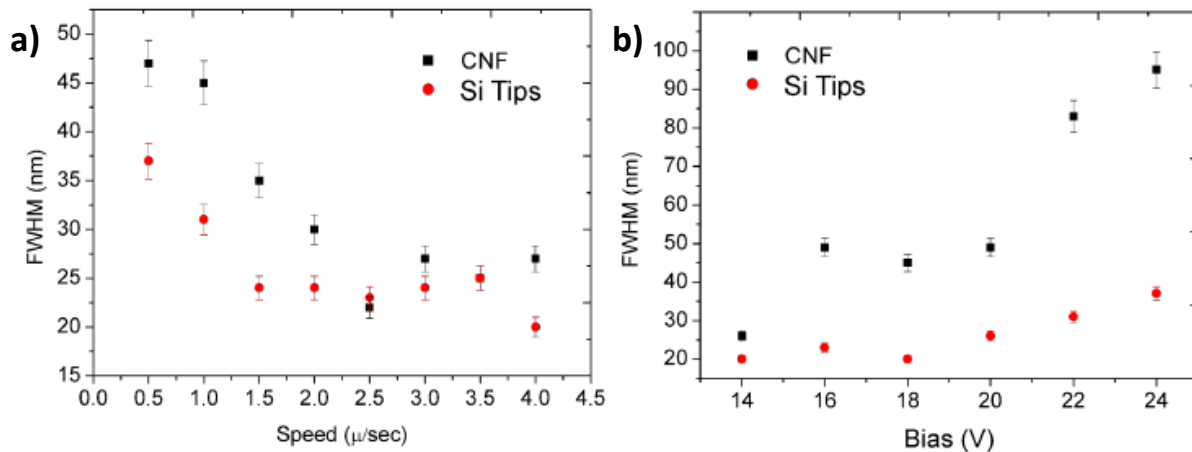 a)
50
45
40
35
30
25
20
15
FWHM (nm)
CNF
Si Tips
0.0 0.5 1.0 1.5 2.0 2.5 3.0 3.5 4.0 4.5
Speed (μ/sec)
b)
100
90
80
70
60
50
40
30
20
FWHM (nm)
CNF
Si Tips
14 16 18 20 22 24
Bias (V)